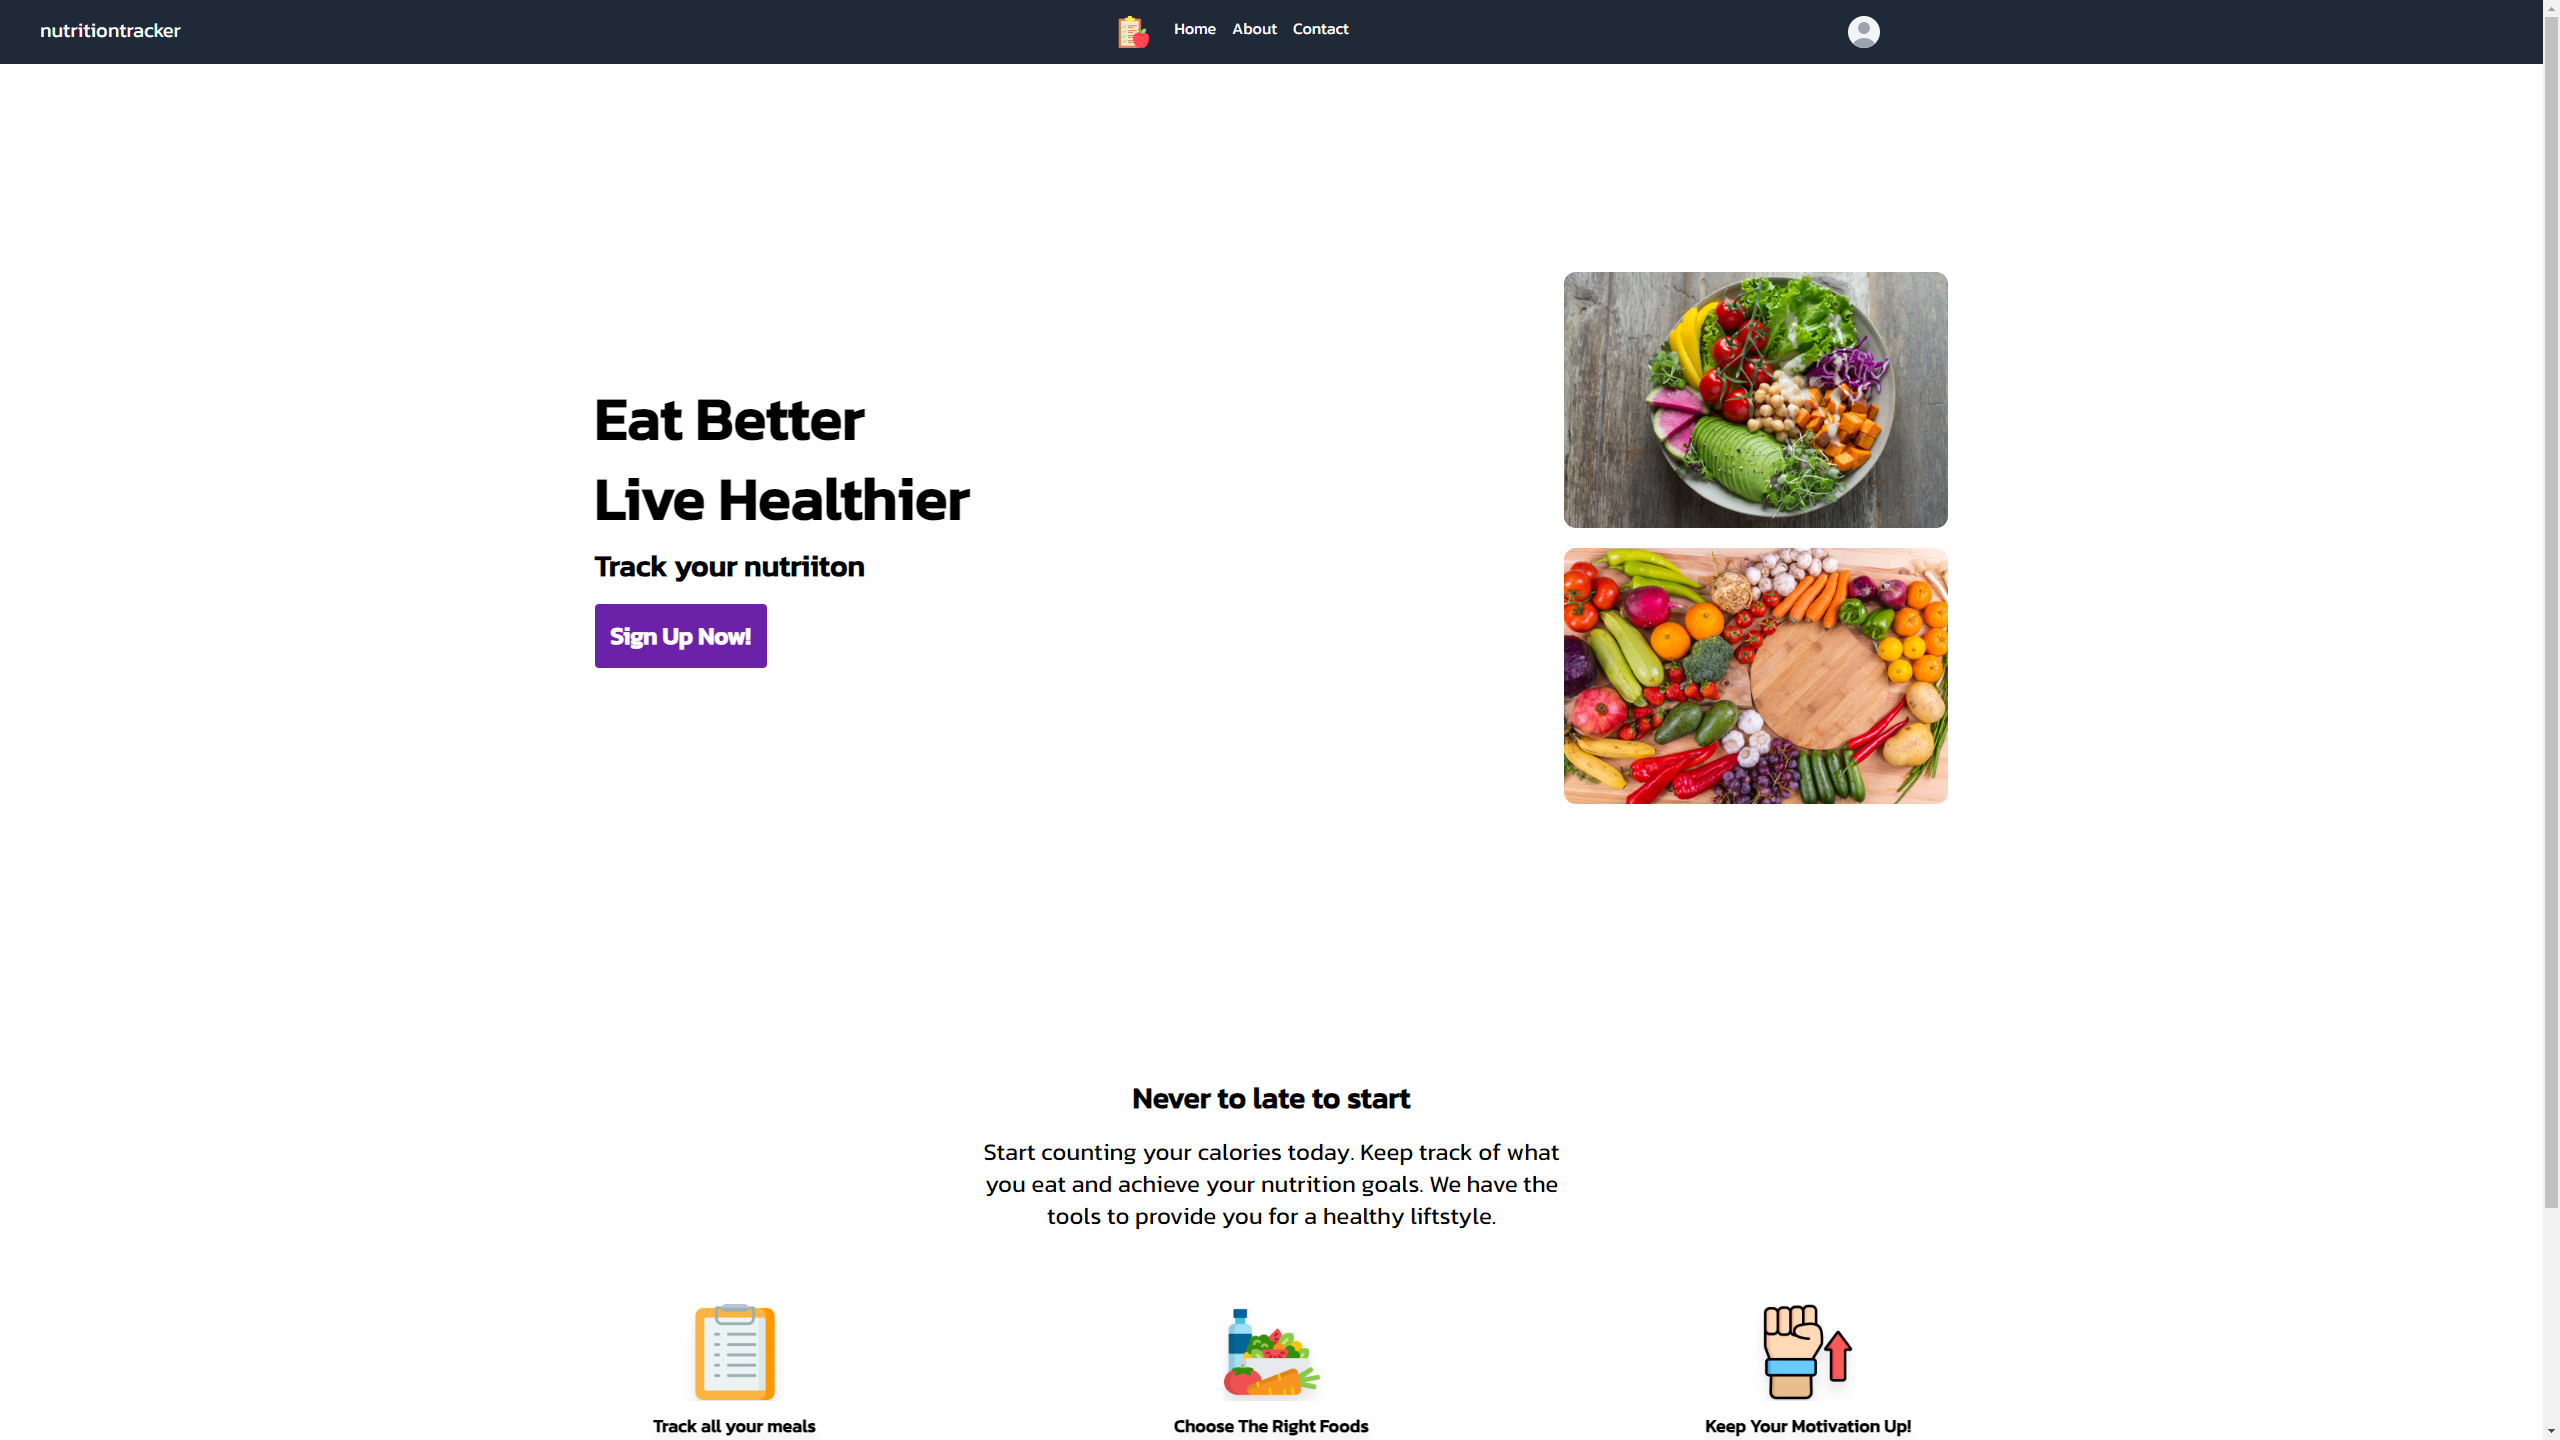 nutritiontracker
Home
About
Contact
Eat Better
Live Healthier
Track your nutriiton
Sign Up Now!
Never to late to start
Start counting your calories today. Keep track of what
you eat and achieve your nutrition goals. We have the
tools to provide you for a healthy liftstyle.
Track all your meals
Choose The Right Foods
Keep Your Motivation Up!